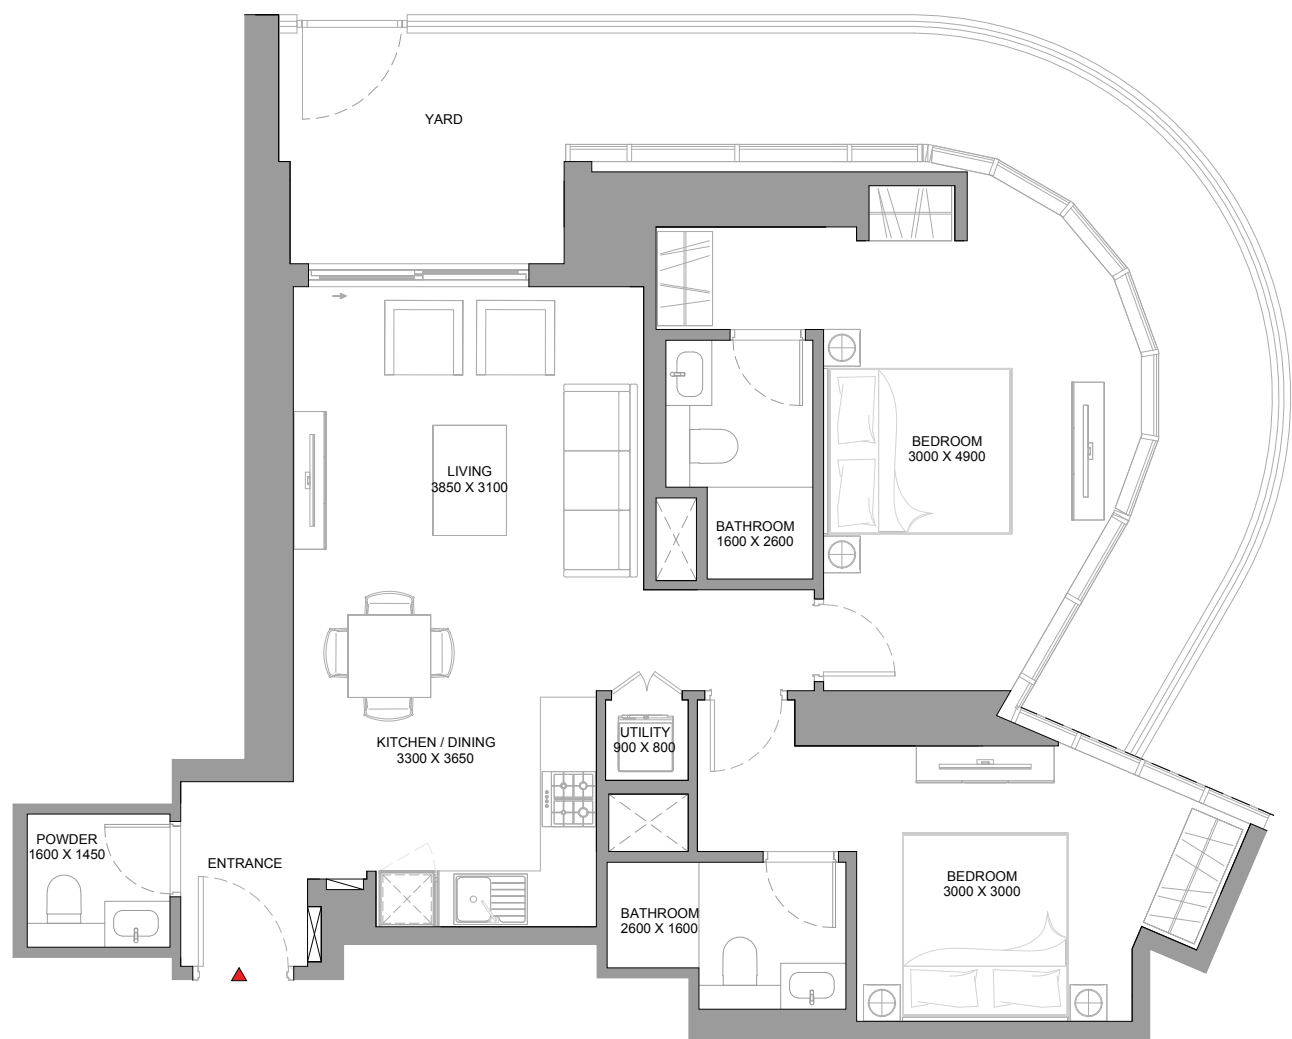 YARD
BEDROOM
3000 X 4900
LIVING
3850 X 3100
BATHROOM
1600 X 2600
UTILITY
900 X 800
KITCHEN / DINING
3300 X 3650
POWDER
1600 X 1450
ENTRANCE
BEDROOM
3000 X 3000
BATHROOM
2600 X 1600